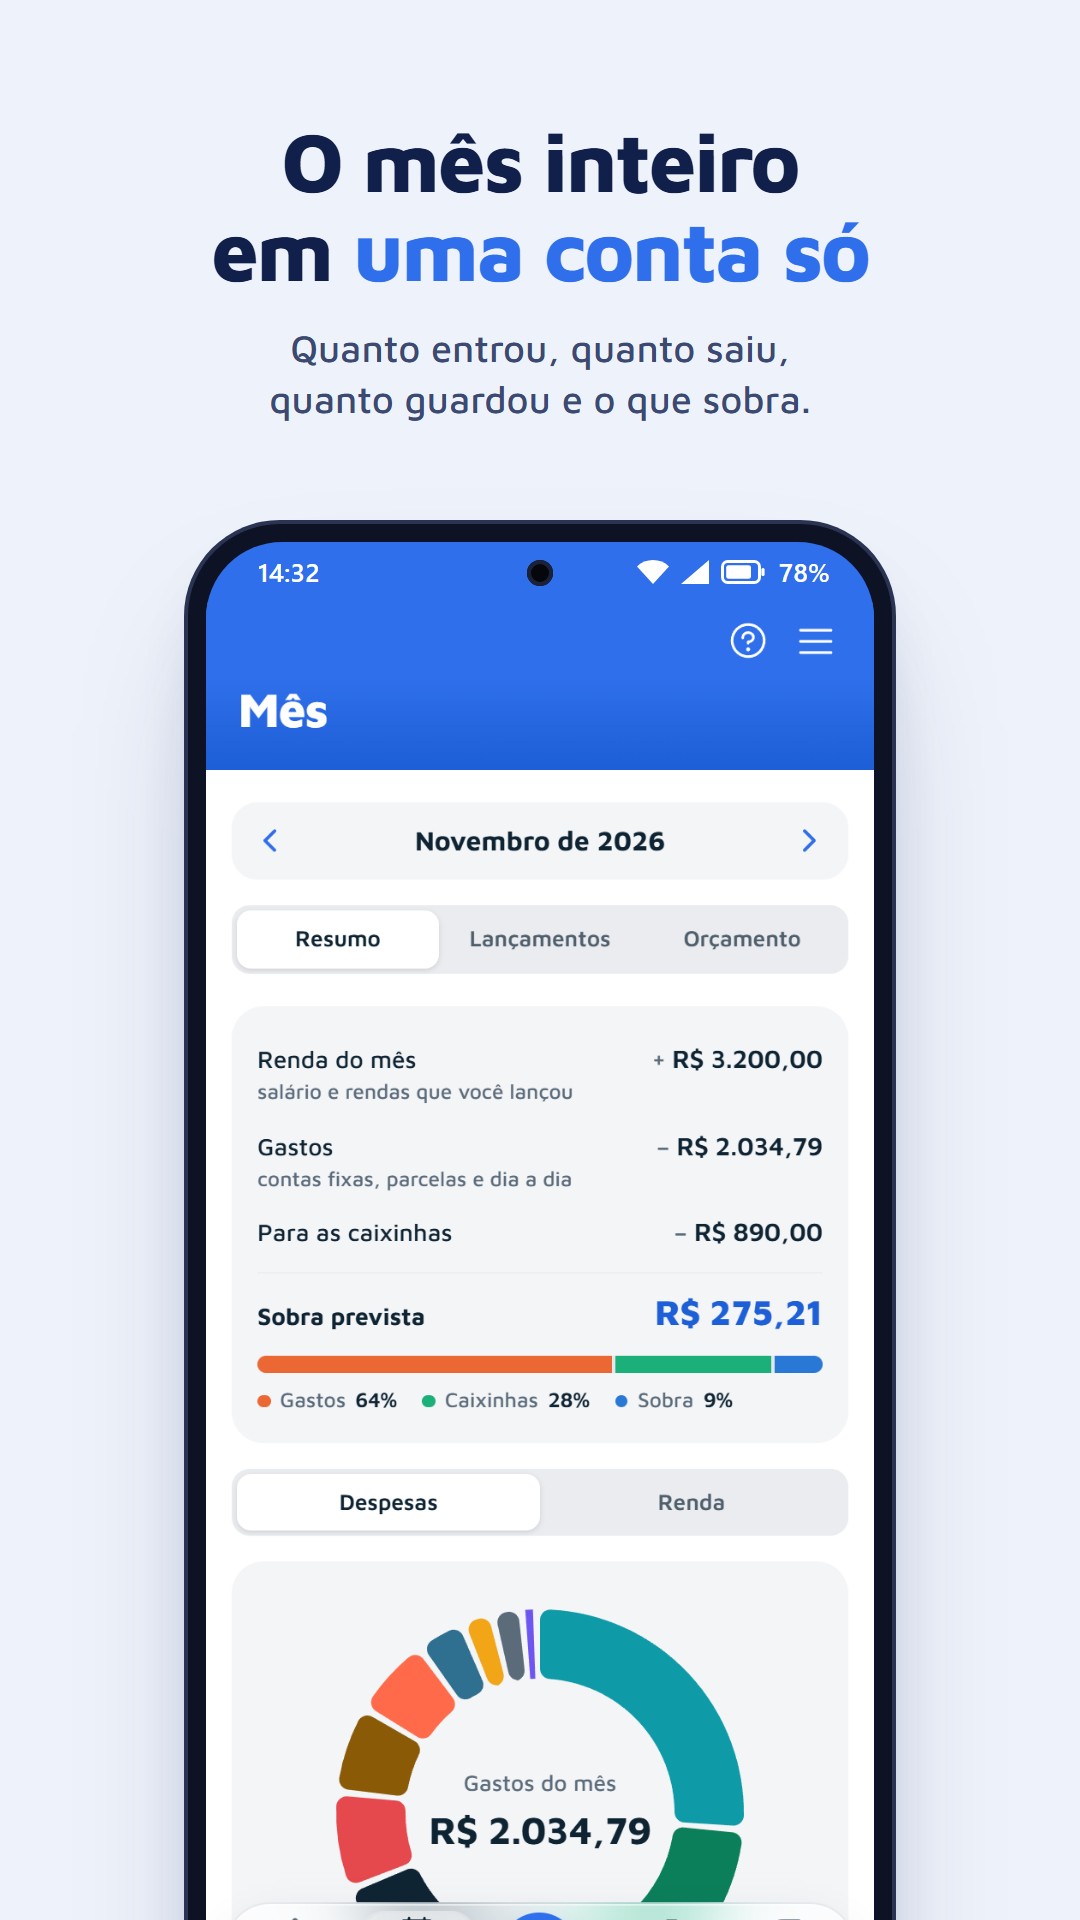 O mês inteiro
em uma conta só
Quanto entrou, quanto saiu,
quanto guardou e o que sobra.
14:32 78%
Mês
Novembro de 2026
Resumo Lançamentos Orçamento
Renda do mês + R$ 3.200,00
salário e rendas que você lançou
Gastos – R$ 2.034,79
contas fixas, parcelas e dia a dia
Para as caixinhas – R$ 890,00
Sobra prevista R$ 275,21
Gastos 64% Caixinhas 28% Sobra 9%
Despesas Renda
Gastos do mês
R$ 2.034,79